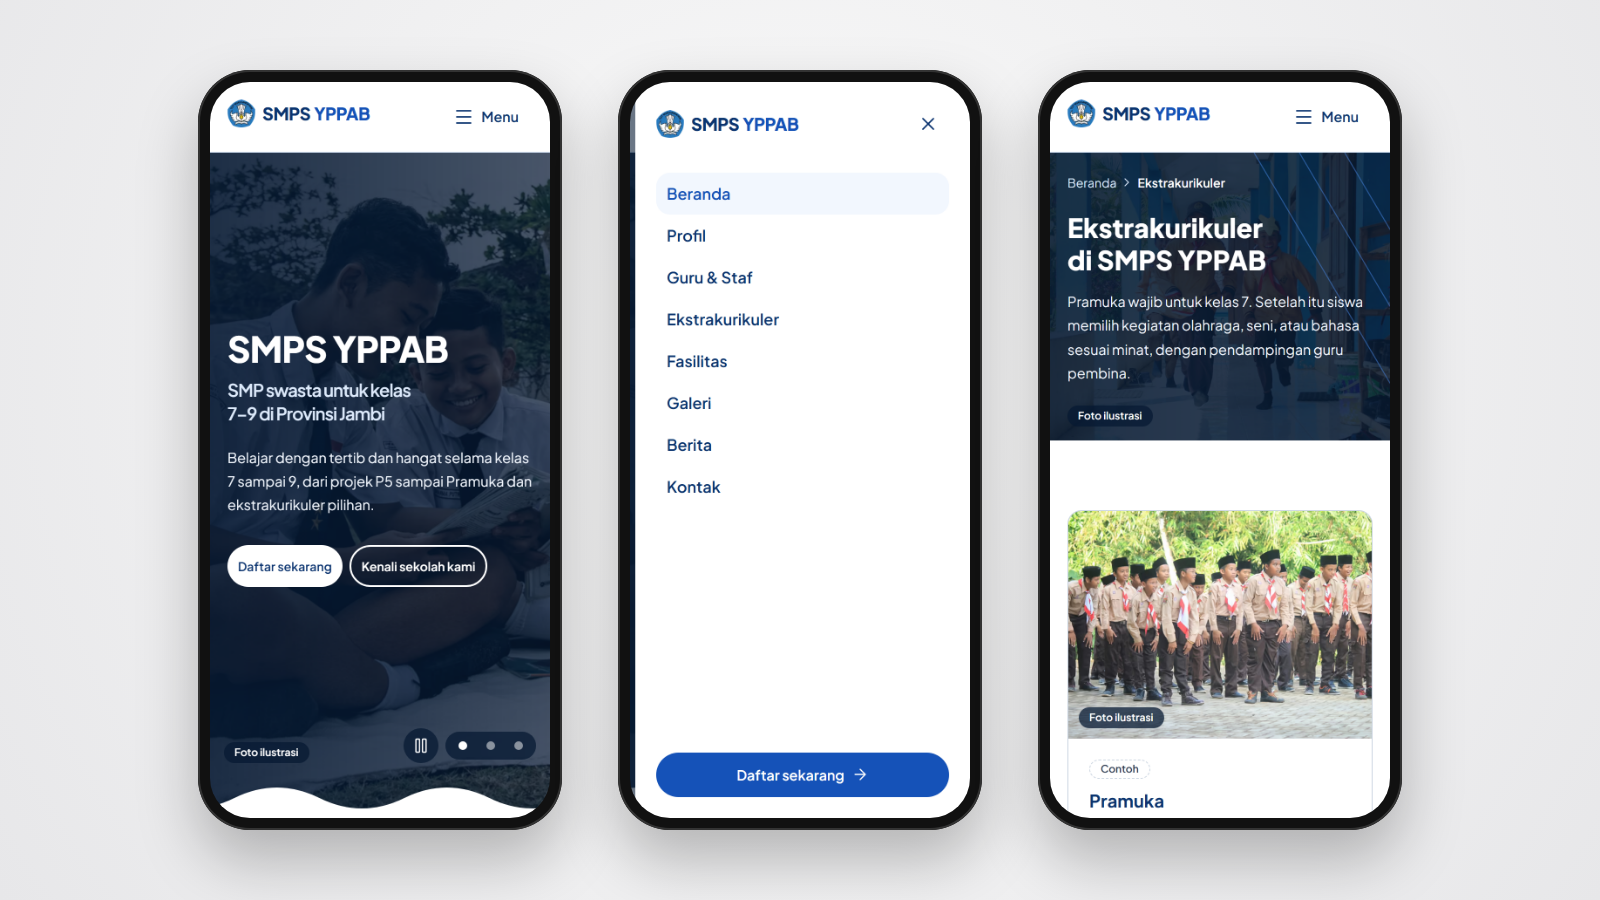 SMPS YPPAB
Menu
SMPS YPPAB
SMP swasta untuk kelas
7–9 di Provinsi Jambi
Belajar dengan tertib dan hangat selama kelas
7 sampai 9, dari projek P5 sampai Pramuka dan
ekstrakurikuler pilihan.
Daftar sekarang
Kenali sekolah kami
Foto ilustrasi
SMPS YPPAB
Beranda
Profil
Guru & Staf
Ekstrakurikuler
Fasilitas
Galeri
Berita
Kontak
Daftar sekarang →
SMPS YPPAB
Menu
Beranda > Ekstrakurikuler
Ekstrakurikuler
di SMPS YPPAB
Pramuka wajib untuk kelas 7. Setelah itu siswa
memilih kegiatan olahraga, seni, atau bahasa
sesuai minat, dengan pendampingan guru
pembina.
Foto ilustrasi
Foto ilustrasi
Contoh
Pramuka